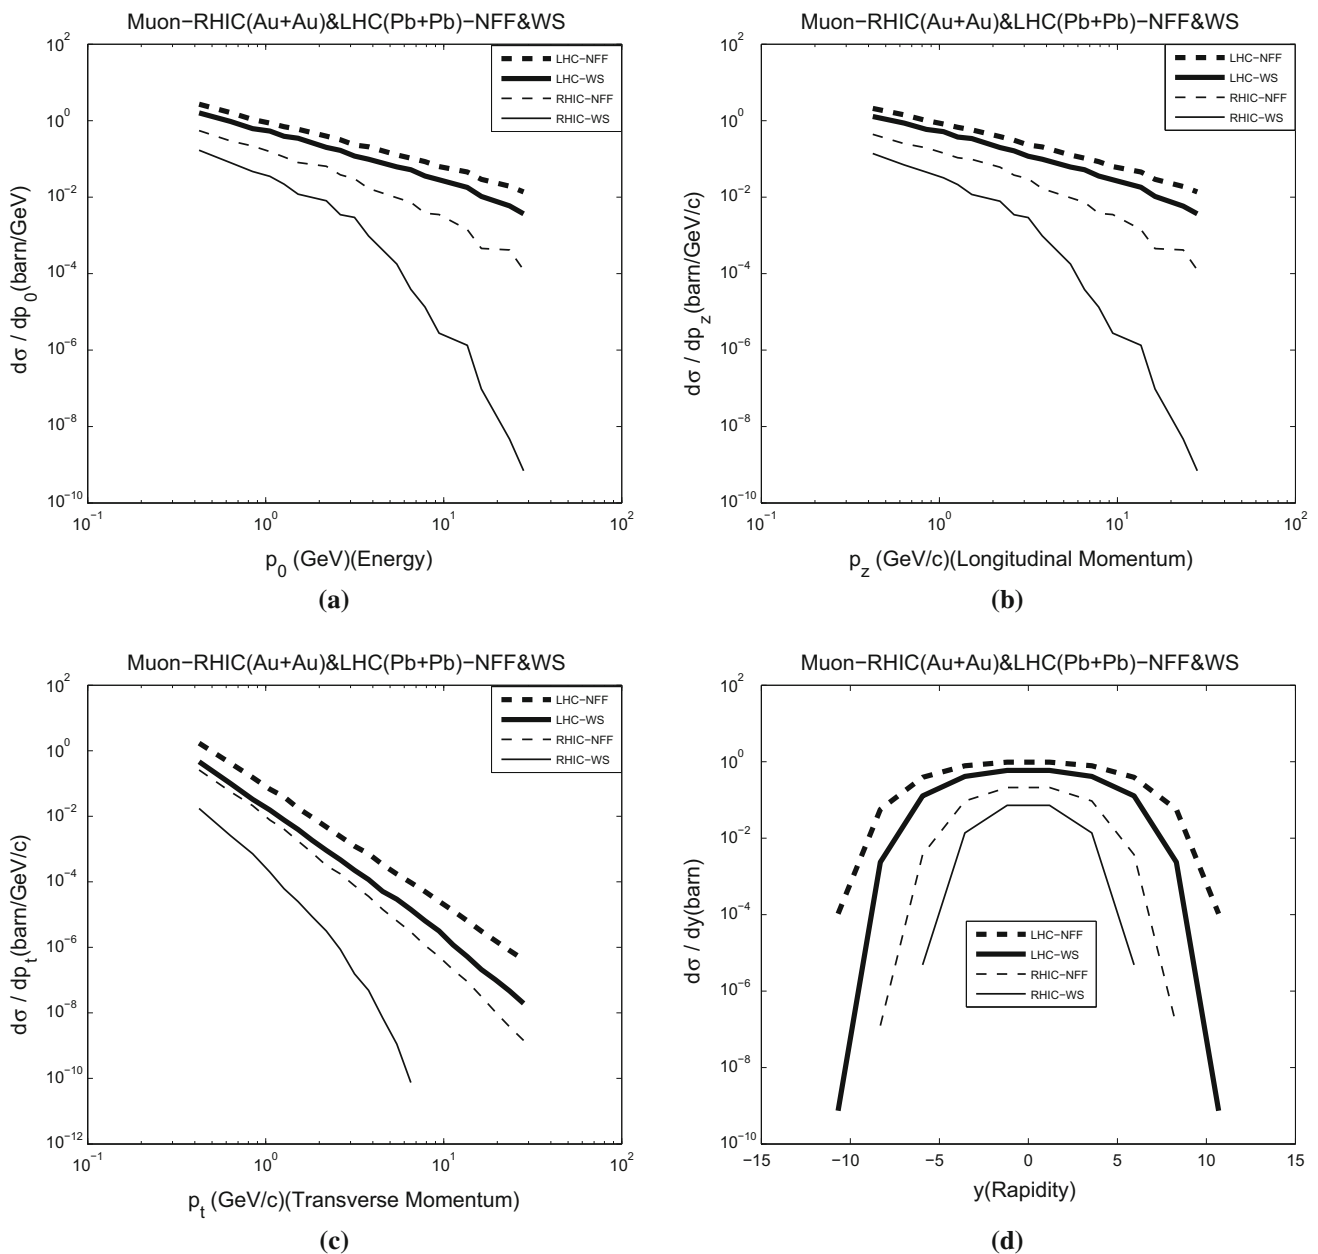 Muon−RHIC(Au+Au)&LHC(Pb+Pb)−NFF&WS
10^2
10^0
10^−2
10^−4
10^−6
10^−8
10^−10
dσ / dp_0(barn/GeV)
LHC−NFF
LHC−WS
RHIC−NFF
RHIC−WS
10^−1 10^0 10^1 10^2
p_0 (GeV)(Energy)
(a)
Muon−RHIC(Au+Au)&LHC(Pb+Pb)−NFF&WS
10^2
10^0
10^−2
10^−4
10^−6
10^−8
10^−10
dσ / dp_z(barn/GeV/c)
LHC−NFF
LHC−WS
RHIC−NFF
RHIC−WS
10^−1 10^0 10^1 10^2
p_z (GeV/c)(Longitudinal Momentum)
(b)
Muon−RHIC(Au+Au)&LHC(Pb+Pb)−NFF&WS
10^2
10^0
10^−2
10^−4
10^−6
10^−8
10^−10
10^−12
dσ / dp_t(barn/GeV/c)
LHC−NFF
LHC−WS
RHIC−NFF
RHIC−WS
10^−1 10^0 10^1 10^2
p_t (GeV/c)(Transverse Momentum)
(c)
Muon−RHIC(Au+Au)&LHC(Pb+Pb)−NFF&WS
10^2
10^0
10^−2
10^−4
10^−6
10^−8
10^−10
dσ / dy(barn)
LHC−NFF
LHC−WS
RHIC−NFF
RHIC−WS
−15 −10 −5 0 5 10 15
y(Rapidity)
(d)